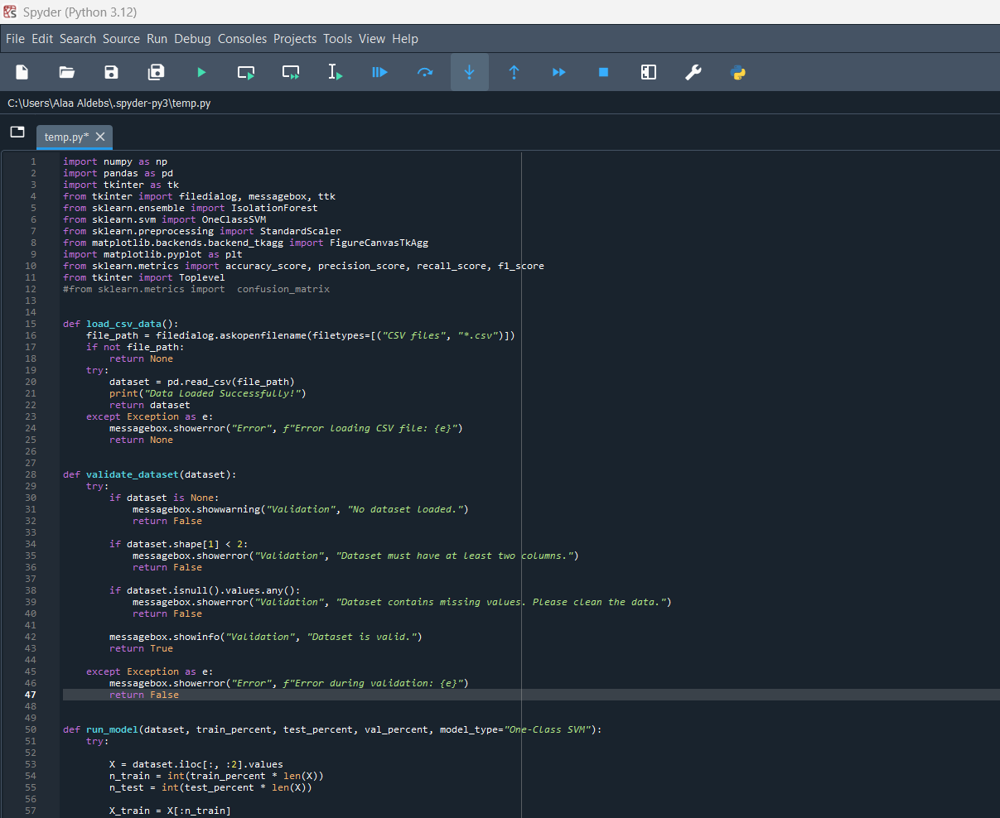 Spyder (Python 3.12)
File Edit Search Source Run Debug Consoles Projects Tools View Help
C:\Users\Alaa Aldebs\.spyder-py3\temp.py
temp.py*
1 import numpy as np
2 import pandas as pd
3 import tkinter as tk
4 from tkinter import filedialog, messagebox, ttk
5 from sklearn.ensemble import IsolationForest
6 from sklearn.svm import OneClassSVM
7 from sklearn.preprocessing import StandardScaler
8 from matplotlib.backends.backend_tkagg import FigureCanvasTkAgg
9 import matplotlib.pyplot as plt
10 from sklearn.metrics import accuracy_score, precision_score, recall_score, f1_score
11 from tkinter import Toplevel
12 #from sklearn.metrics import  confusion_matrix
13
14
15 def load_csv_data():
16     file_path = filedialog.askopenfilename(filetypes=[("CSV files", "*.csv")])
17     if not file_path:
18         return None
19     try:
20         dataset = pd.read_csv(file_path)
21         print("Data Loaded Successfully!")
22         return dataset
23     except Exception as e:
24         messagebox.showerror("Error", f"Error loading CSV file: {e}")
25         return None
26
27
28 def validate_dataset(dataset):
29     try:
30         if dataset is None:
31             messagebox.showwarning("Validation", "No dataset loaded.")
32             return False
33
34         if dataset.shape[1] < 2:
35             messagebox.showerror("Validation", "Dataset must have at least two columns.")
36             return False
37
38         if dataset.isnull().values.any():
39             messagebox.showerror("Validation", "Dataset contains missing values. Please clean the data.")
40             return False
41
42         messagebox.showinfo("Validation", "Dataset is valid.")
43         return True
44
45     except Exception as e:
46         messagebox.showerror("Error", f"Error during validation: {e}")
47         return False
48
49
50 def run_model(dataset, train_percent, test_percent, val_percent, model_type="One-Class SVM"):
51     try:
52
53         X = dataset.iloc[:, :2].values
54         n_train = int(train_percent * len(X))
55         n_test = int(test_percent * len(X))
56
57         X_train = X[:n_train]